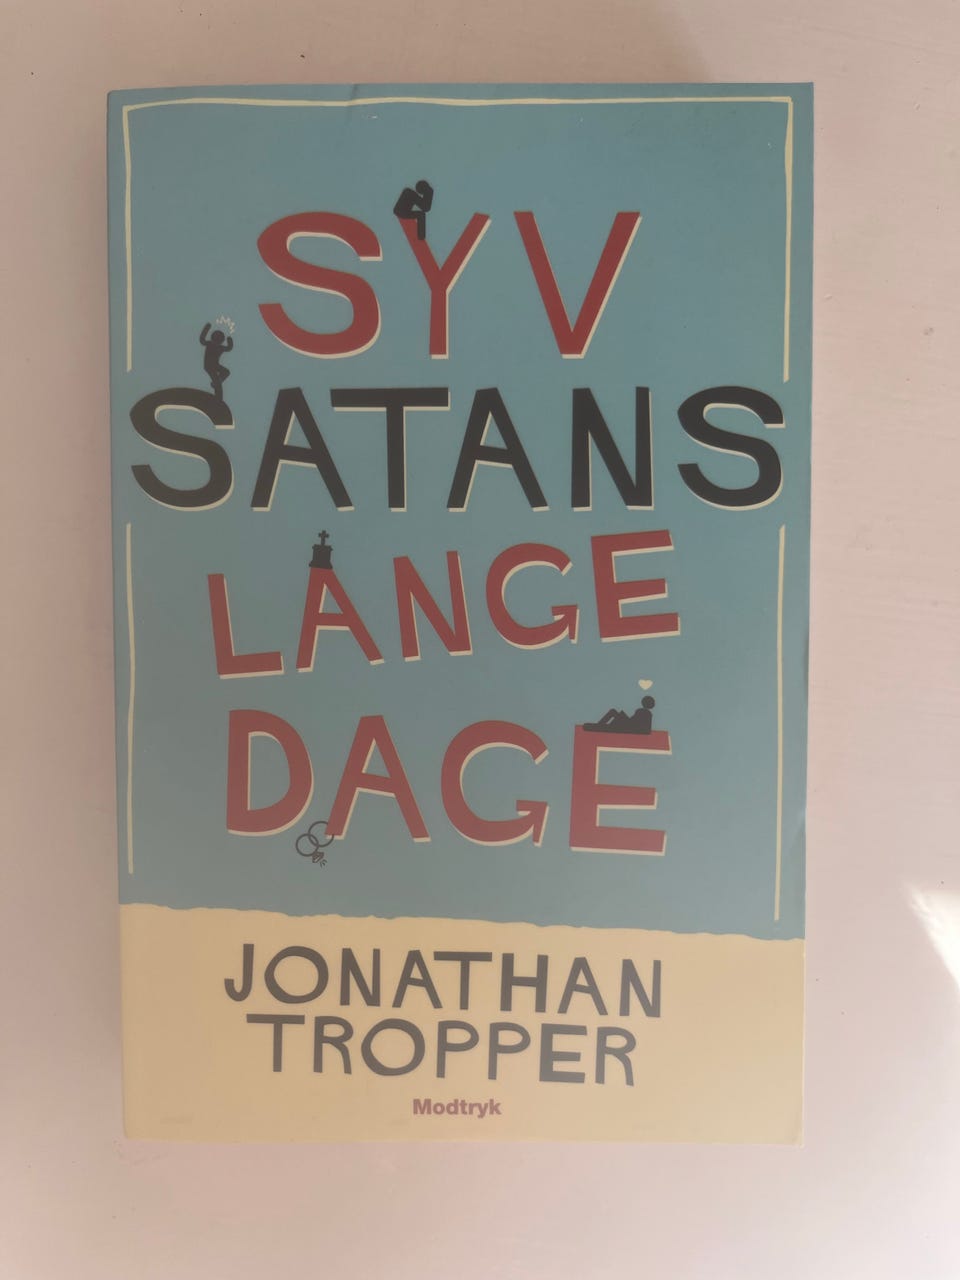 SYV
SATANS
LANGE
DAGE
JONATHAN
TROPPER
Modtryk